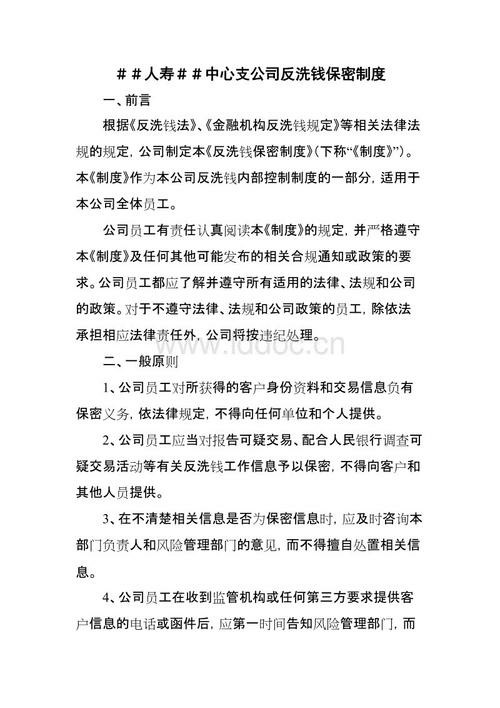 ##人寿##中心支公司反洗钱保密制度
一、前言
根据《反洗钱法》、《金融机构反洗钱规定》等相关法律法
规的规定，公司制定本《反洗钱保密制度》（下称“《制度》”）。
本《制度》作为本公司反洗钱内部控制制度的一部分，适用于
本公司全体员工。
公司员工有责任认真阅读本《制度》的规定，并严格遵守
本《制度》及任何其他可能发布的相关合规通知或政策的要
求。公司员工都应了解并遵守所有适用的法律、法规和公司
的政策。对于不遵守法律、法规和公司政策的员工，除依法
承担相应法律责任外，公司将按违纪处理。
二、一般原则
1、公司员工对所获得的客户身份资料和交易信息负有
保密义务，依法律规定，不得向任何单位和个人提供。
2、公司员工应当对报告可疑交易、配合人民银行调查可
疑交易活动等有关反洗钱工作信息予以保密，不得向客户和
其他人员提供。
3、在不清楚相关信息是否为保密信息时，应及时咨询本
部门负责人和风险管理部门的意见，而不得擅自处置相关信
息。
4、公司员工在收到监管机构或任何第三方要求提供客
户信息的电话或函件后，应第一时间告知风险管理部门，而